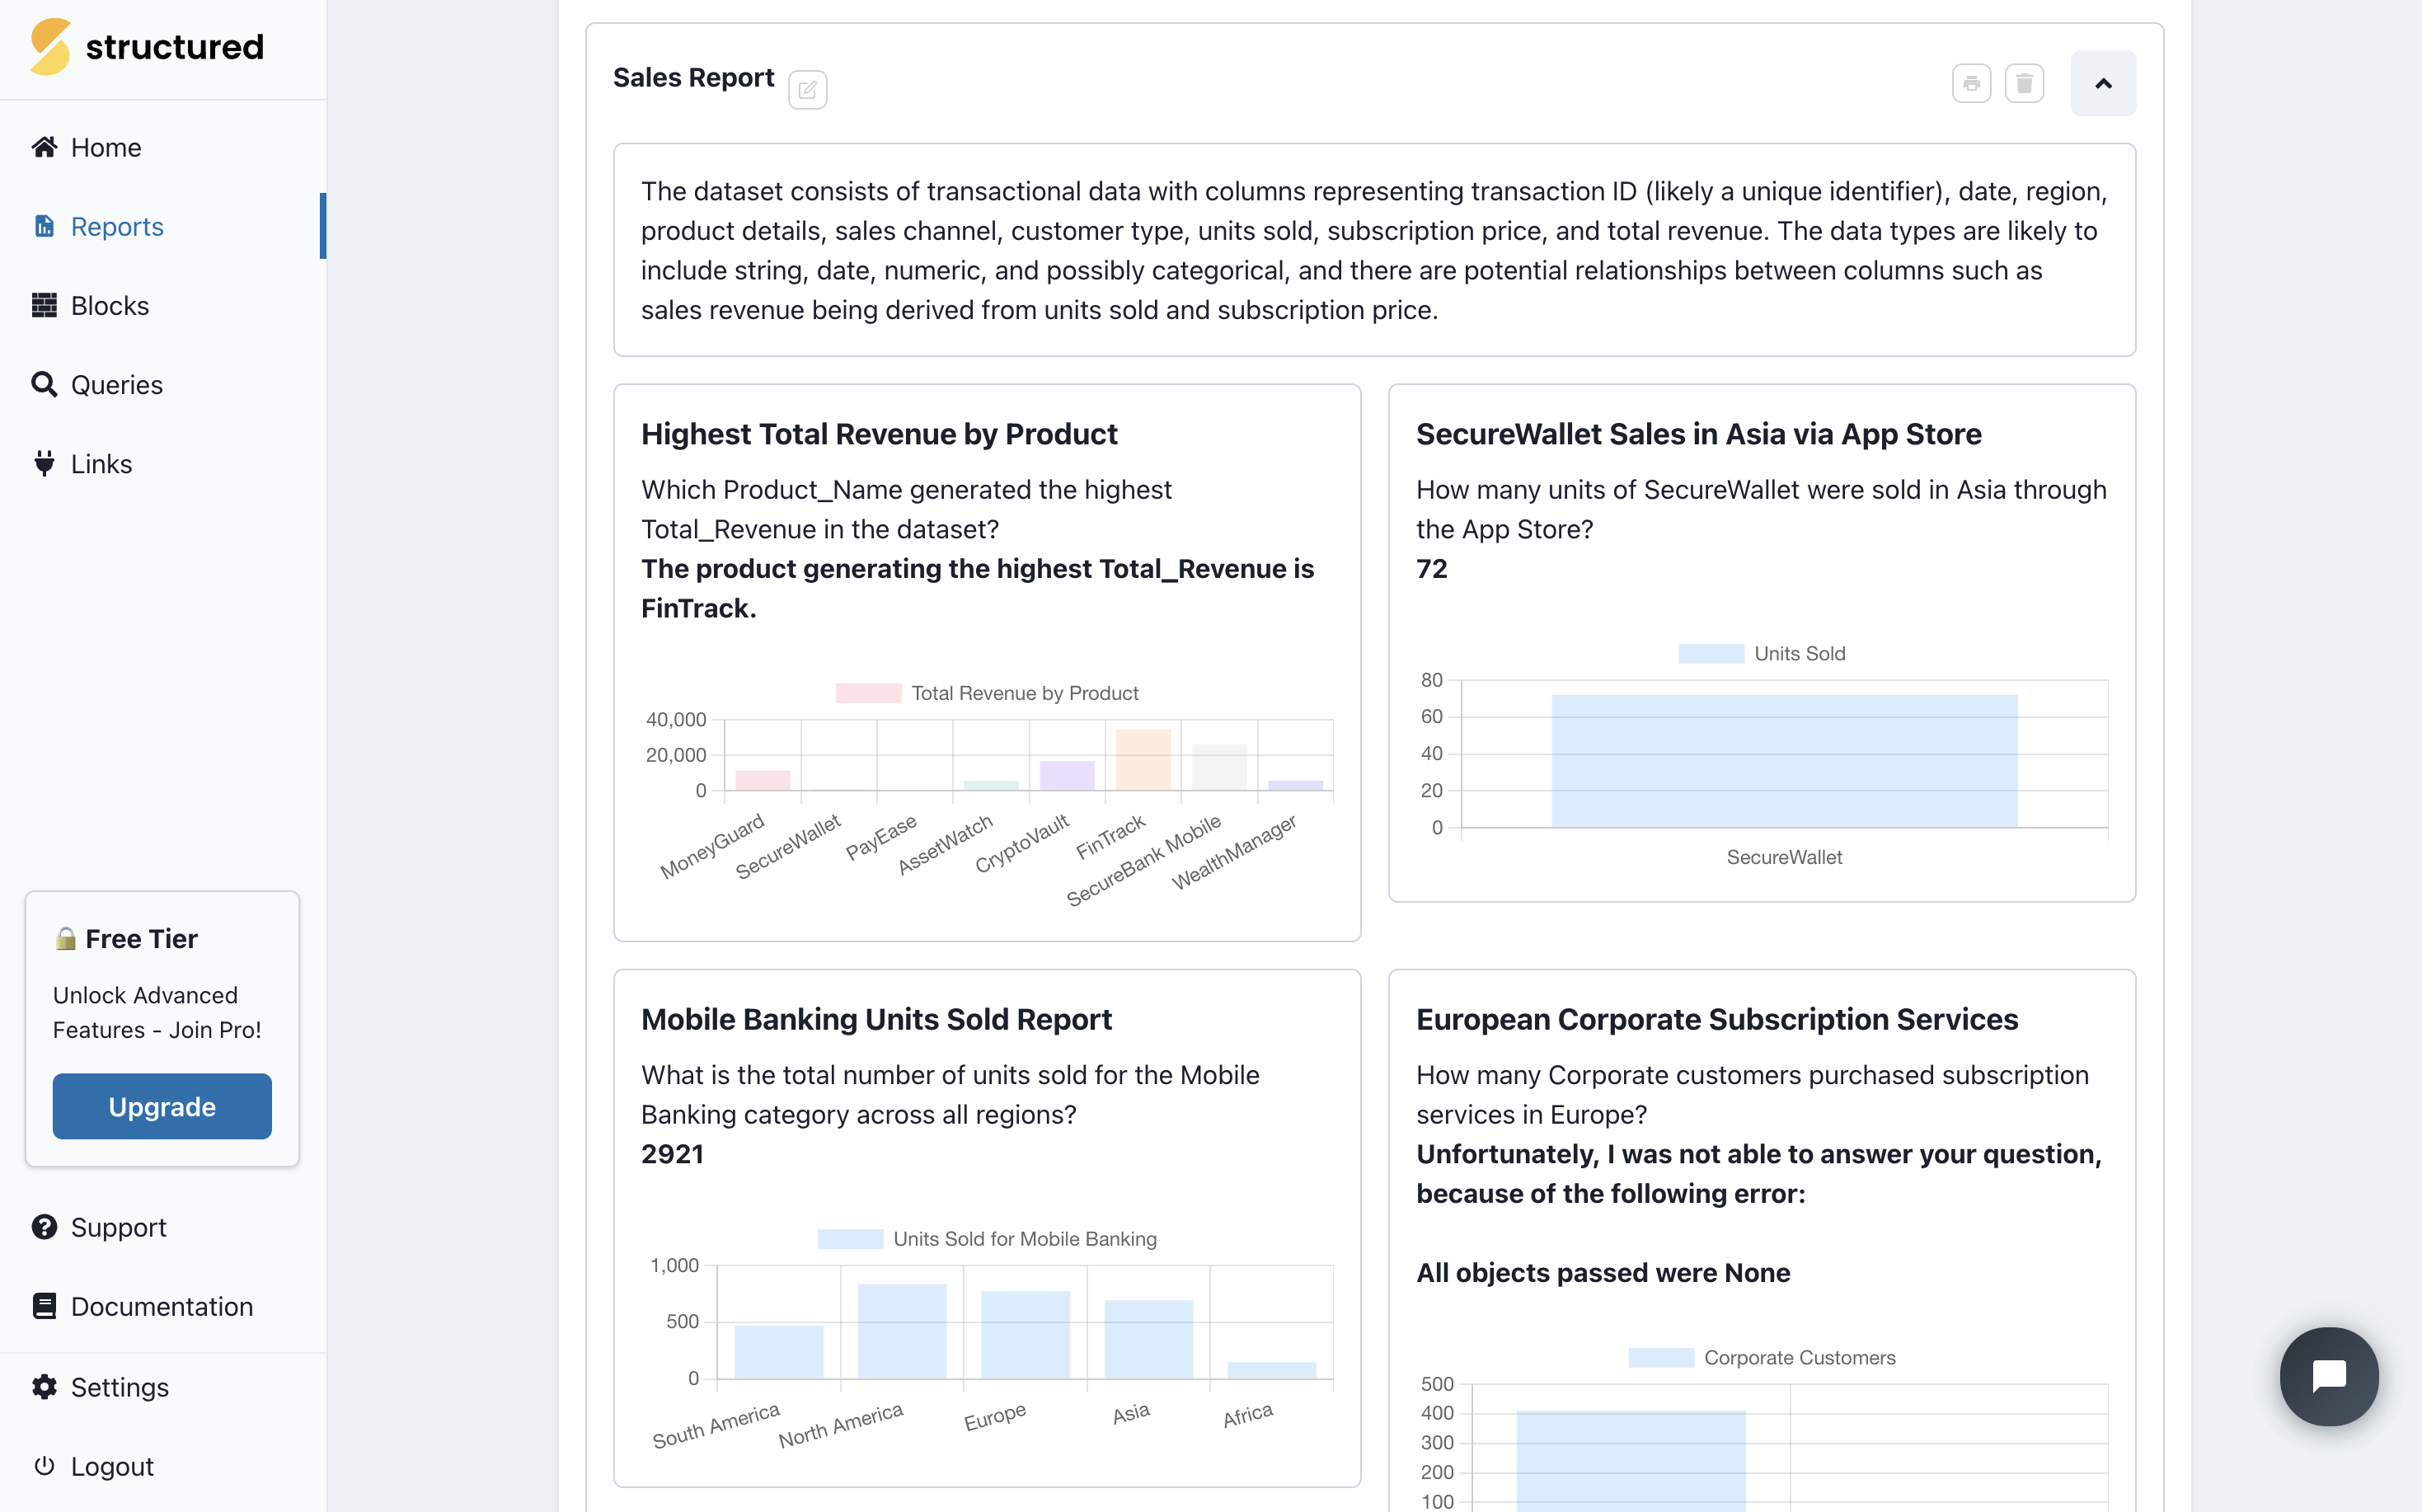 structured
Home
Reports
Blocks
Queries
Links
🔒 Free Tier
Unlock Advanced
Features - Join Pro!
Upgrade
Support
Documentation
Settings
Logout
Sales Report
The dataset consists of transactional data with columns representing transaction ID (likely a unique identifier), date, region,
product details, sales channel, customer type, units sold, subscription price, and total revenue. The data types are likely to
include string, date, numeric, and possibly categorical, and there are potential relationships between columns such as
sales revenue being derived from units sold and subscription price.
Highest Total Revenue by Product
Which Product_Name generated the highest
Total_Revenue in the dataset?
The product generating the highest Total_Revenue is
FinTrack.
Total Revenue by Product
40,000
20,000
0
MoneyGuard
SecureWallet
PayEase
AssetWatch
CryptoVault
FinTrack
SecureBank Mobile
WealthManager
SecureWallet Sales in Asia via App Store
How many units of SecureWallet were sold in Asia through
the App Store?
72
Units Sold
80
60
40
20
0
SecureWallet
Mobile Banking Units Sold Report
What is the total number of units sold for the Mobile
Banking category across all regions?
2921
Units Sold for Mobile Banking
1,000
500
0
South America
North America
Europe
Asia
Africa
European Corporate Subscription Services
How many Corporate customers purchased subscription
services in Europe?
Unfortunately, I was not able to answer your question,
because of the following error:
All objects passed were None
Corporate Customers
500
400
300
200
100